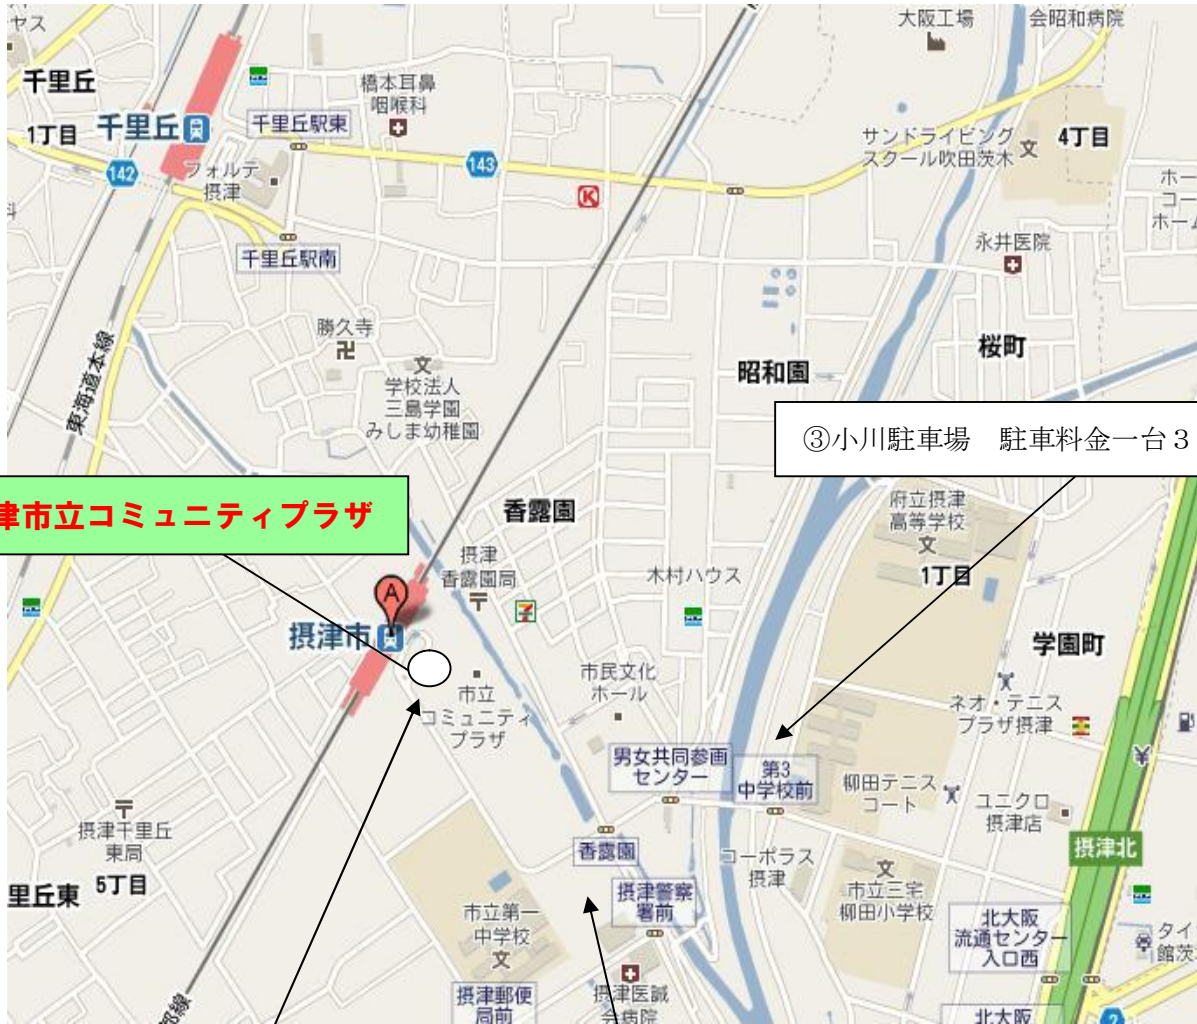 ヤス
大阪工場
会昭和病院
千里丘
1丁目
千里丘
橋本耳鼻
咽喉科
千里丘駅東
142
フォルテ
摂津
143
サンドライビング
スクール吹田茨木
4丁目
ホー
コー
ホーム
K
千里丘駅南
永井医院
東海道本線
勝久寺
学校法人
三島学園
みしま幼稚園
昭和園
桜町
③小川駐車場 駐車料金一台3
津市立コミュニティプラザ
香露園
摂津
香露園局
7
木村ハウス
府立摂津
高等学校
1丁目
A
摂津市
市立
コミュニティ
プラザ
市民文化
ホール
学園町
ネオ・テニス
プラザ摂津
男女共同参画
センター
第3
中学校前
柳田テニス
コート
ユニクロ
摂津店
¥
摂津千里丘
東局
里丘東
5丁目
香露園
コーポラス
摂津
摂津北
摂津警察
署前
市立三宅
柳田小学校
市立第一
中学校
北大阪
流通センター
入口西
タイ
館茨
摂津郵便
局前
摂津医誠
会病院
北大阪
2
都線